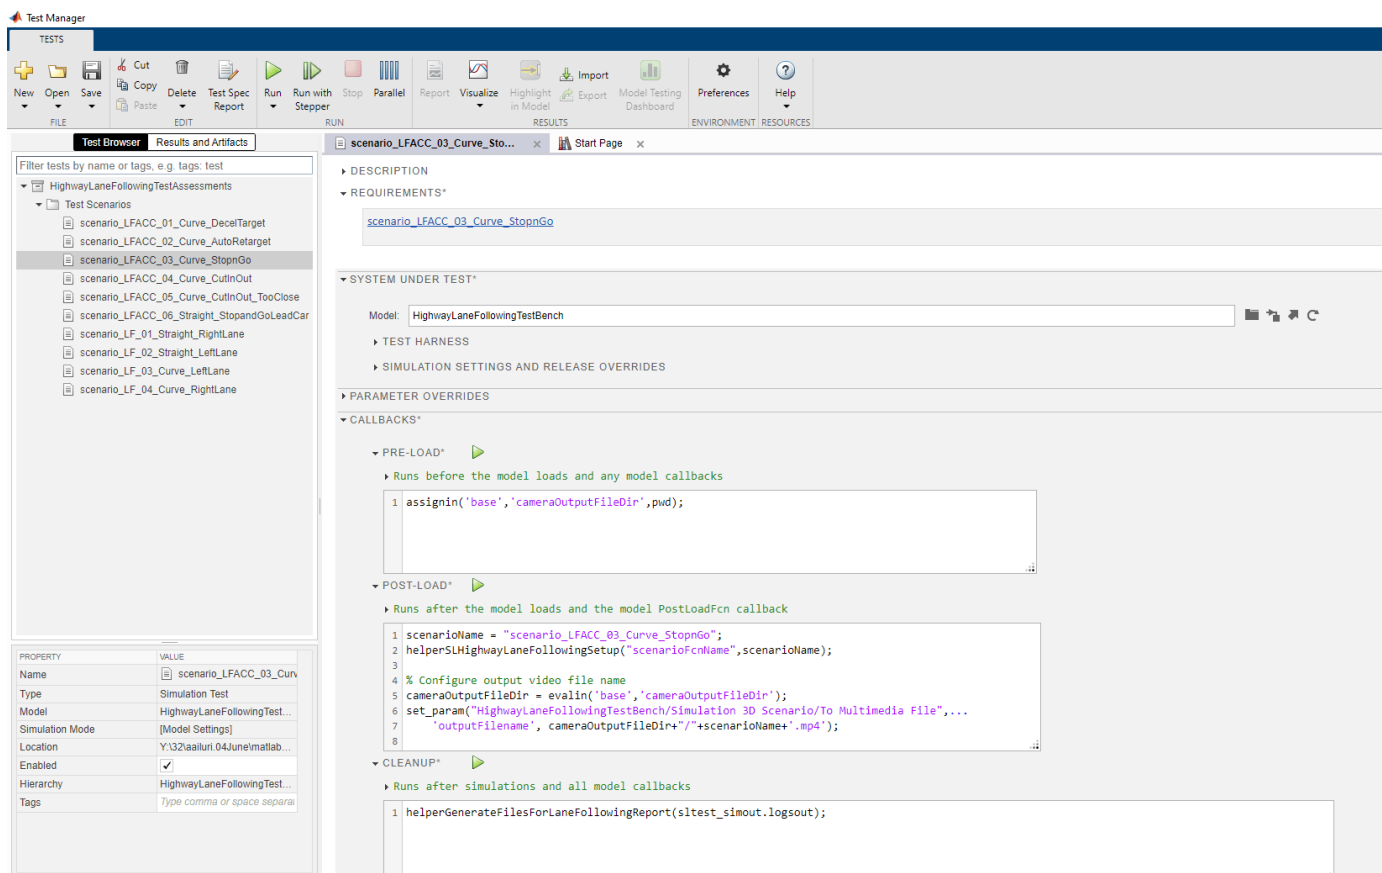 Test Manager
TESTS
New
Open
Save
Cut
Copy
Paste
Delete
Test Spec
Report
Run
Run with
Stepper
Stop
Parallel
Report
Visualize
Highlight
in Model
Import
Export
Model Testing
Dashboard
Preferences
Help
FILE
EDIT
RUN
RESULTS
ENVIRONMENT
RESOURCES
Test Browser
Results and Artifacts
Filter tests by name or tags, e.g. tags: test
HighwayLaneFollowingTestAssessments
Test Scenarios
scenario_LFACC_01_Curve_DecelTarget
scenario_LFACC_02_Curve_AutoRetarget
scenario_LFACC_03_Curve_StopnGo
scenario_LFACC_04_Curve_CutInOut
scenario_LFACC_05_Curve_CutInOut_TooClose
scenario_LFACC_06_Straight_StopandGoLeadCar
scenario_LF_01_Straight_RightLane
scenario_LF_02_Straight_LeftLane
scenario_LF_03_Curve_LeftLane
scenario_LF_04_Curve_RightLane
PROPERTY VALUE
Name scenario_LFACC_03_Curv
Type Simulation Test
Model HighwayLaneFollowingTest...
Simulation Mode [Model Settings]
Location Y:\32\aailuri.04June\matlab...
Enabled
Hierarchy HighwayLaneFollowingTest...
Tags Type comma or space separat
scenario_LFACC_03_Curve_Sto... ×
Start Page ×
DESCRIPTION
REQUIREMENTS*
scenario_LFACC_03_Curve_StopnGo
SYSTEM UNDER TEST*
Model: HighwayLaneFollowingTestBench
TEST HARNESS
SIMULATION SETTINGS AND RELEASE OVERRIDES
PARAMETER OVERRIDES
CALLBACKS*
PRE-LOAD*
Runs before the model loads and any model callbacks
1 assignin('base','cameraOutputFileDir',pwd);
POST-LOAD*
Runs after the model loads and the model PostLoadFcn callback
1 scenarioName = "scenario_LFACC_03_Curve_StopnGo";
2 helperSLHighwayLaneFollowingSetup("scenarioFcnName",scenarioName);
3
4 % Configure output video file name
5 cameraOutputFileDir = evalin('base','cameraOutputFileDir');
6 set_param("HighwayLaneFollowingTestBench/Simulation 3D Scenario/To Multimedia File",...
7 'outputFilename', cameraOutputFileDir+"/"+scenarioName+'.mp4');
8
CLEANUP*
Runs after simulations and all model callbacks
1 helperGenerateFilesForLaneFollowingReport(sltest_simout.logsout);